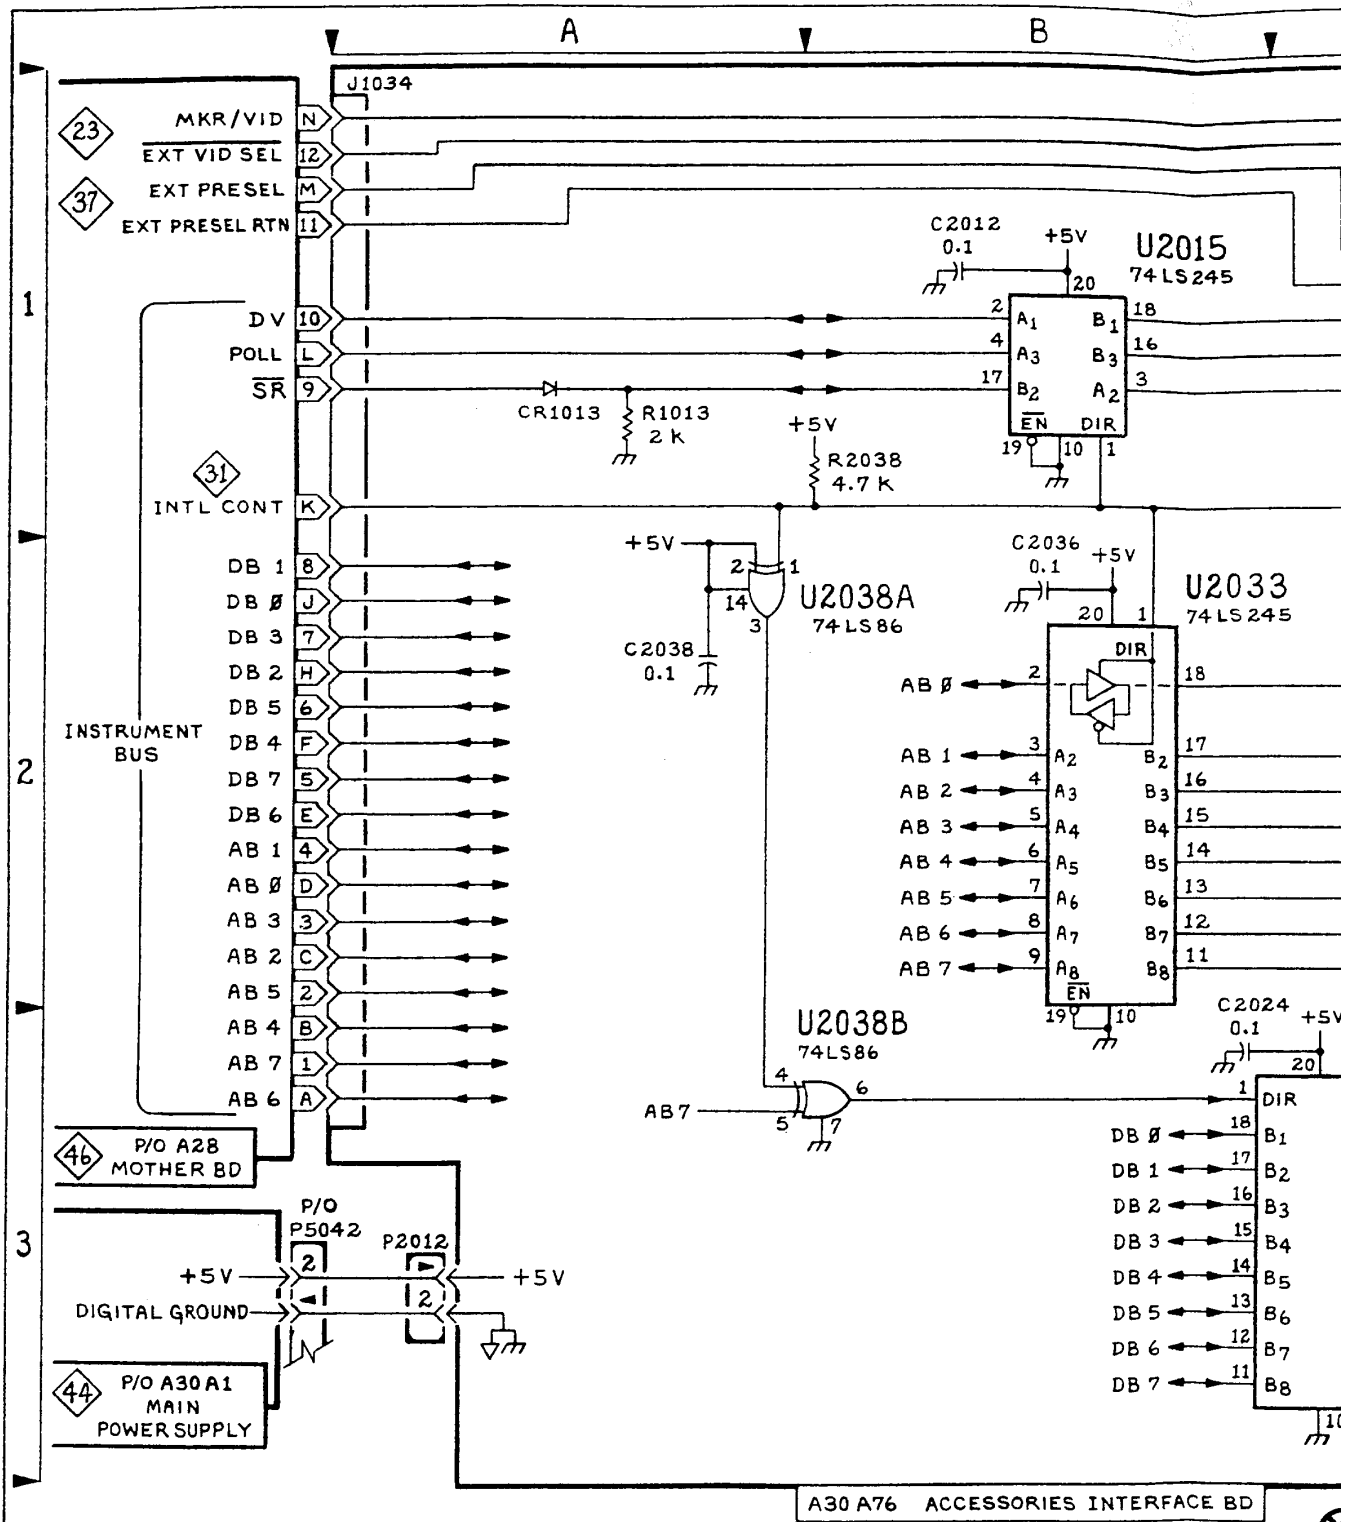 A
B
J1034
23
MKR/VID N
EXT VID SEL 12
37
EXT PRESEL M
EXT PRESEL RTN 11
C2012
0.1
+5V
U2015
74LS245
20
1
DV 10
2 A1 B1 18
POLL L
4 A3 B3 16
SR 9
17 B2 A2 3
CR1013
R1013
2 K
EN DIR
19 10 1
+5V
R2038
4.7 K
31
INTL CONT K
+5V
2 1
14
3
U2038A
74LS86
C2038
0.1
C2036
0.1
+5V
U2033
74LS245
20 1
DIR
DB 1 8
DB 0 J
DB 3 7
DB 2 H
DB 5 6
DB 4 F
DB 7 5
DB 6 E
AB 1 4
AB 0 D
AB 3 3
AB 2 C
AB 5 2
AB 4 B
AB 7 1
AB 6 A
INSTRUMENT
BUS
2
AB 0 2 18
AB 1 3 A2 B2 17
AB 2 4 A3 B3 16
AB 3 5 A4 B4 15
AB 4 6 A5 B5 14
AB 5 7 A6 B6 13
AB 6 8 A7 B7 12
AB 7 9 A8 B8 11
EN
19 10
U2038B
74LS86
4 6
AB7 5 7
C2024
0.1
+5V
20
1 DIR
DB 0 18 B1
DB 1 17 B2
DB 2 16 B3
DB 3 15 B4
DB 4 14 B5
DB 5 13 B6
DB 6 12 B7
DB 7 11 B8
46
P/O A28
MOTHER BD
3
P/O
P5042
P2012
+5V 2 +5V
DIGITAL GROUND 2
44
P/O A30A1
MAIN
POWER SUPPLY
A30A76 ACCESSORIES INTERFACE BD